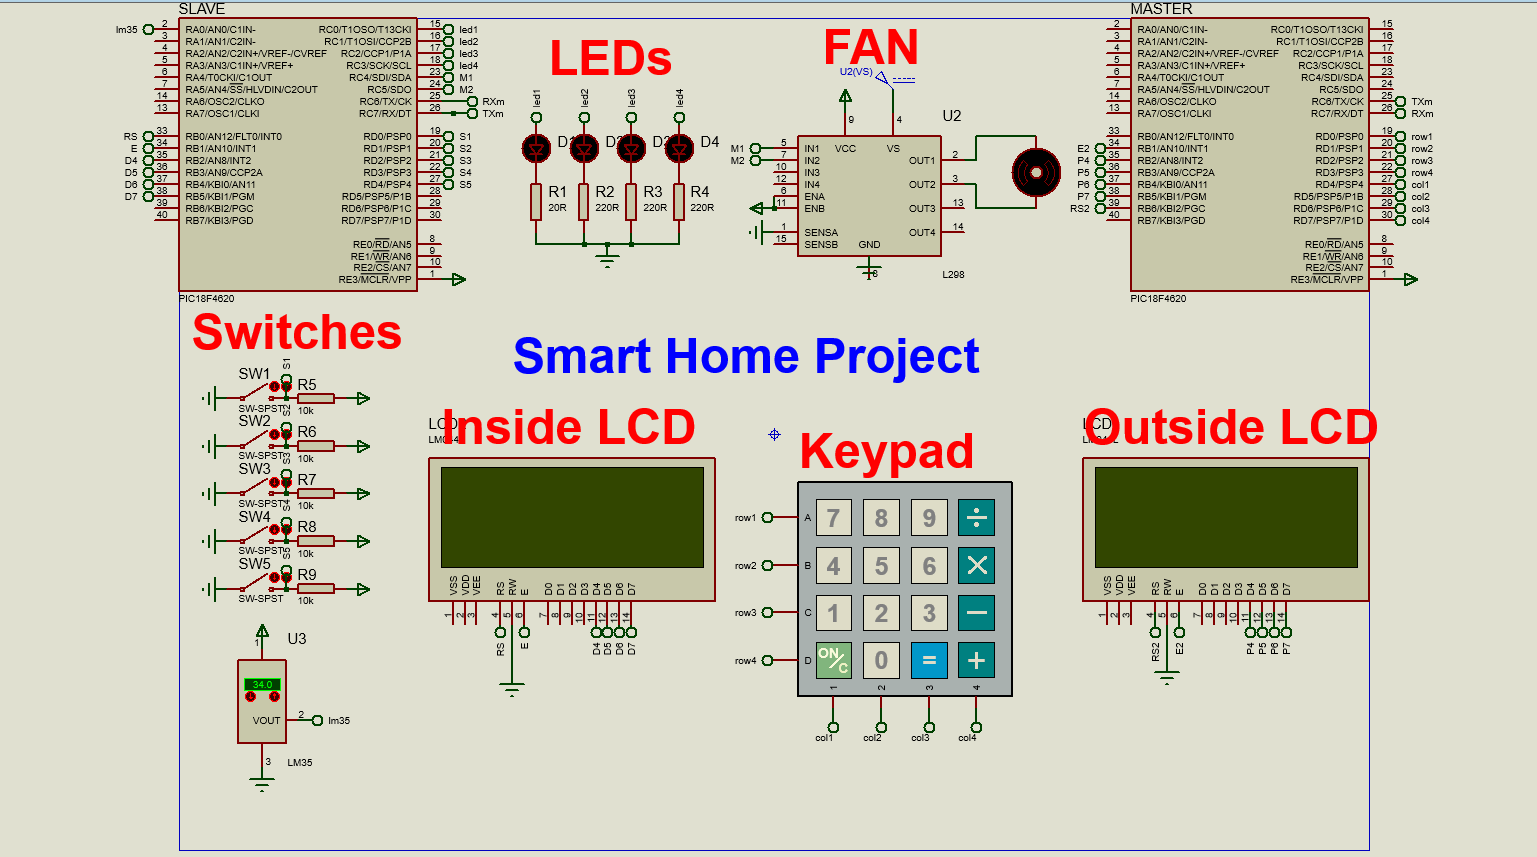 SLAVE
lm35
2
3
4
5
6
7
14
13
RA0/AN0/C1IN-
RA1/AN1/C2IN-
RA2/AN2/C2IN+/VREF-/CVREF
RA3/AN3/C1IN+/VREF+
RA4/T0CKI/C1OUT
RA5/AN4/SS/HLVDIN/C2OUT
RA6/OSC2/CLKO
RA7/OSC1/CLKI
RC0/T1OSO/T13CKI 15 led1
RC1/T1OSI/CCP2B 16 led2
RC2/CCP1/P1A 17 led3
RC3/SCK/SCL 18 led4
RC4/SDI/SDA 23 M1
RC5/SDO 24 M2
RC6/TX/CK 25 RXm
RC7/RX/DT 26 TXm
RS 33 RB0/AN12/FLT0/INT0
E 34 RB1/AN10/INT1
D4 35 RB2/AN8/INT2
D5 36 RB3/AN9/CCP2A
D6 37 RB4/KBI0/AN11
D7 38 RB5/KBI1/PGM
39 RB6/KBI2/PGC
40 RB7/KBI3/PGD
RD0/PSP0 19 S1
RD1/PSP1 20 S2
RD2/PSP2 21 S3
RD3/PSP3 22 S4
RD4/PSP4 27 S5
RD5/PSP5/P1B 28
RD6/PSP6/P1C 29
RD7/PSP7/P1D 30
RE0/RD/AN5 8
RE1/WR/AN6 9
RE2/CS/AN7 10
RE3/MCLR/VPP 1
PIC18F4620
LEDs
led1 led2 led3 led4
D4
R1 R2 R3 R4
20R 220R 220R 220R
FAN
U2(VS)
U2
9 4
VCC VS
M1 5 IN1
M2 7 IN2
10 IN3
12 IN4
6 ENA
11 ENB
1 SENSA
15 SENSB
OUT1 2
OUT2 3
OUT3 13
OUT4 14
GND
8
L298
MASTER
2 RA0/AN0/C1IN-
3 RA1/AN1/C2IN-
4 RA2/AN2/C2IN+/VREF-/CVREF
5 RA3/AN3/C1IN+/VREF+
6 RA4/T0CKI/C1OUT
7 RA5/AN4/SS/HLVDIN/C2OUT
14 RA6/OSC2/CLKO
13 RA7/OSC1/CLKI
RC0/T1OSO/T13CKI 15
RC1/T1OSI/CCP2B 16
RC2/CCP1/P1A 17
RC3/SCK/SCL 18
RC4/SDI/SDA 23
RC5/SDO 24
RC6/TX/CK 25 TXm
RC7/RX/DT 26 RXm
33 RB0/AN12/FLT0/INT0
E2 34 RB1/AN10/INT1
P4 35 RB2/AN8/INT2
P5 36 RB3/AN9/CCP2A
P6 37 RB4/KBI0/AN11
P7 38 RB5/KBI1/PGM
RS2 39 RB6/KBI2/PGC
40 RB7/KBI3/PGD
RD0/PSP0 19 row1
RD1/PSP1 20 row2
RD2/PSP2 21 row3
RD3/PSP3 22 row4
RD4/PSP4 27 col1
RD5/PSP5/P1B 28 col2
RD6/PSP6/P1C 29 col3
RD7/PSP7/P1D 30 col4
RE0/RD/AN5 8
RE1/WR/AN6 9
RE2/CS/AN7 10
RE3/MCLR/VPP 1
PIC18F4620
Switches
S1
SW1 R5
SW-SPST 10k
S2
SW2 R6
SW-SPST 10k
S3
SW3 R7
SW-SPST 10k
S4
SW4 R8
SW-SPST 10k
S5
SW5 R9
SW-SPST 10k
U3
1
34.0
VOUT 2 lm35
3
LM35
Smart Home Project
Inside LCD
VSS VDD VEE RS RW E D0 D1 D2 D3 D4 D5 D6 D7
1 2 3 4 5 6 7 8 9 10 11 12 13 14
RS E D4 D5 D6 D7
Keypad
row1 A 7 8 9 ÷
row2 B 4 5 6 ×
row3 C 1 2 3 −
row4 D ON/C 0 = +
1 2 3 4
col1 col2 col3 col4
Outside LCD
LCD
VSS VDD VEE RS RW E D0 D1 D2 D3 D4 D5 D6 D7
1 2 3 4 5 6 7 8 9 10 11 12 13 14
RS2 E2 P4 P5 P6 P7